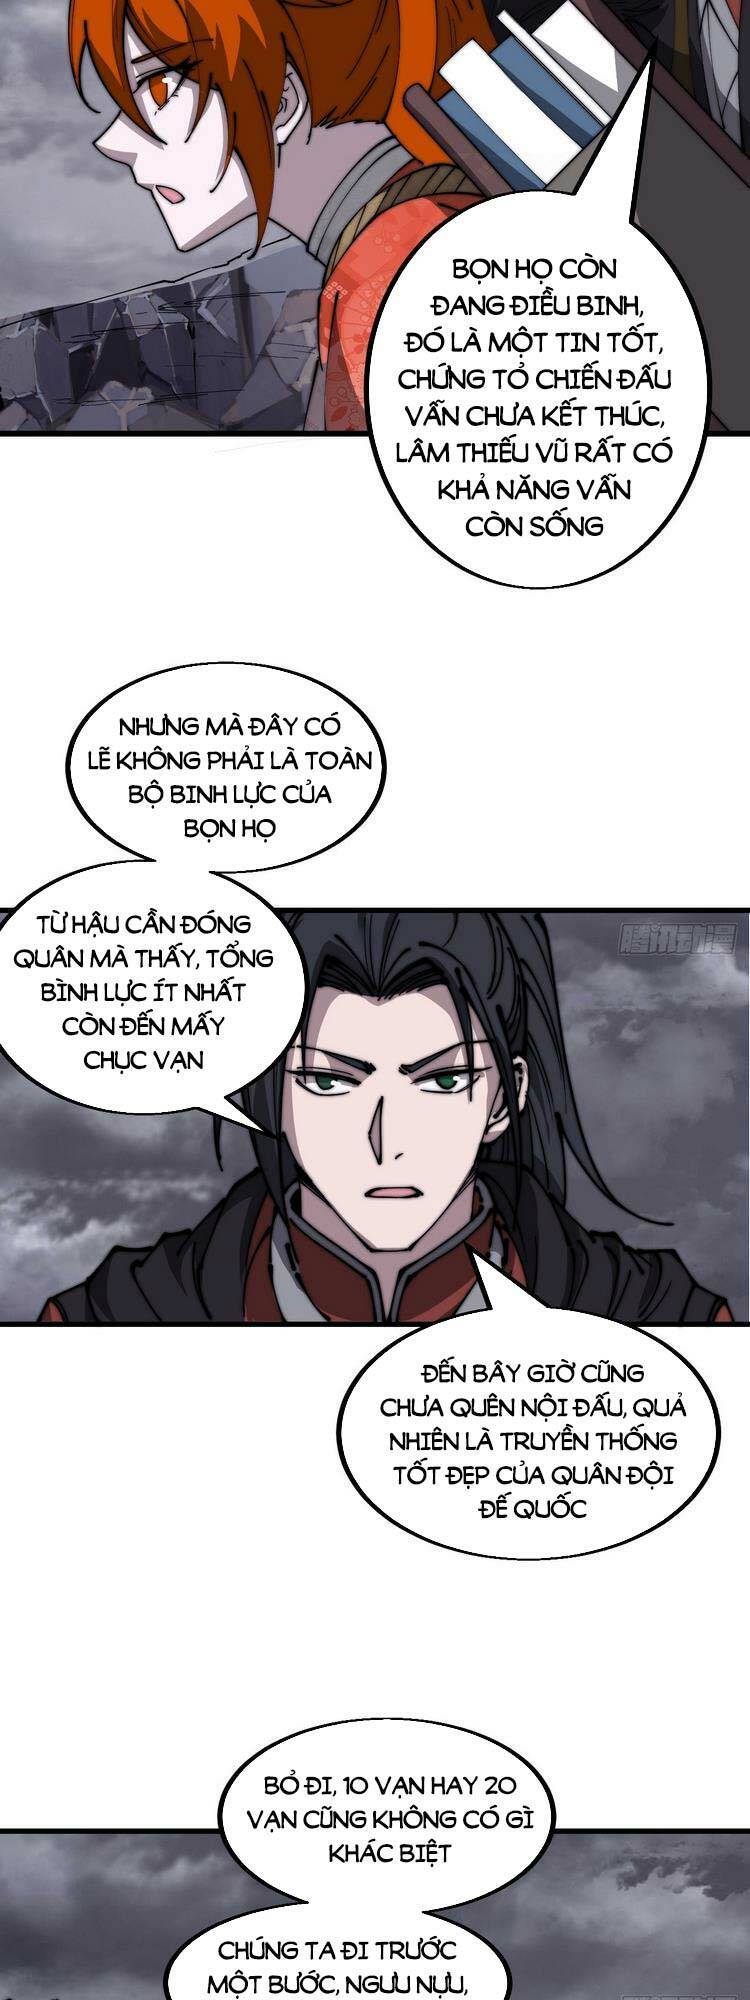 BỌN HỌ CÒN
ĐANG ĐIỀU BINH,
ĐÓ LÀ MỘT TIN TỐT,
CHỨNG TỎ CHIẾN ĐẤU
VẪN CHƯA KẾT THÚC,
LÂM THIẾU VŨ RẤT CÓ
KHẢ NĂNG VẪN
CÒN SỐNG
NHƯNG MÀ ĐÂY CÓ
LẼ KHÔNG PHẢI LÀ TOÀN
BỘ BINH LỰC CỦA
BỌN HỌ
TỪ HẬU CẦN ĐÓNG
QUÂN MÀ THẤY, TỔNG
BÌNH LỰC ÍT NHẤT
CÒN ĐẾN MẤY
CHỤC VẠN
腾讯动漫
ĐẾN BÂY GIỜ CŨNG
CHƯA QUÊN NỘI ĐẤU, QUẢ
NHIÊN LÀ TRUYỀN THỐNG
TỐT ĐẸP CỦA QUÂN ĐỘI
ĐẾ QUỐC
BỎ ĐI, 10 VẠN HAY 20
VẠN CŨNG KHÔNG CÓ GÌ
KHÁC BIỆT
CHÚNG TA ĐI TRƯỚC
MỘT BƯỚC, NGƯU NỰU,